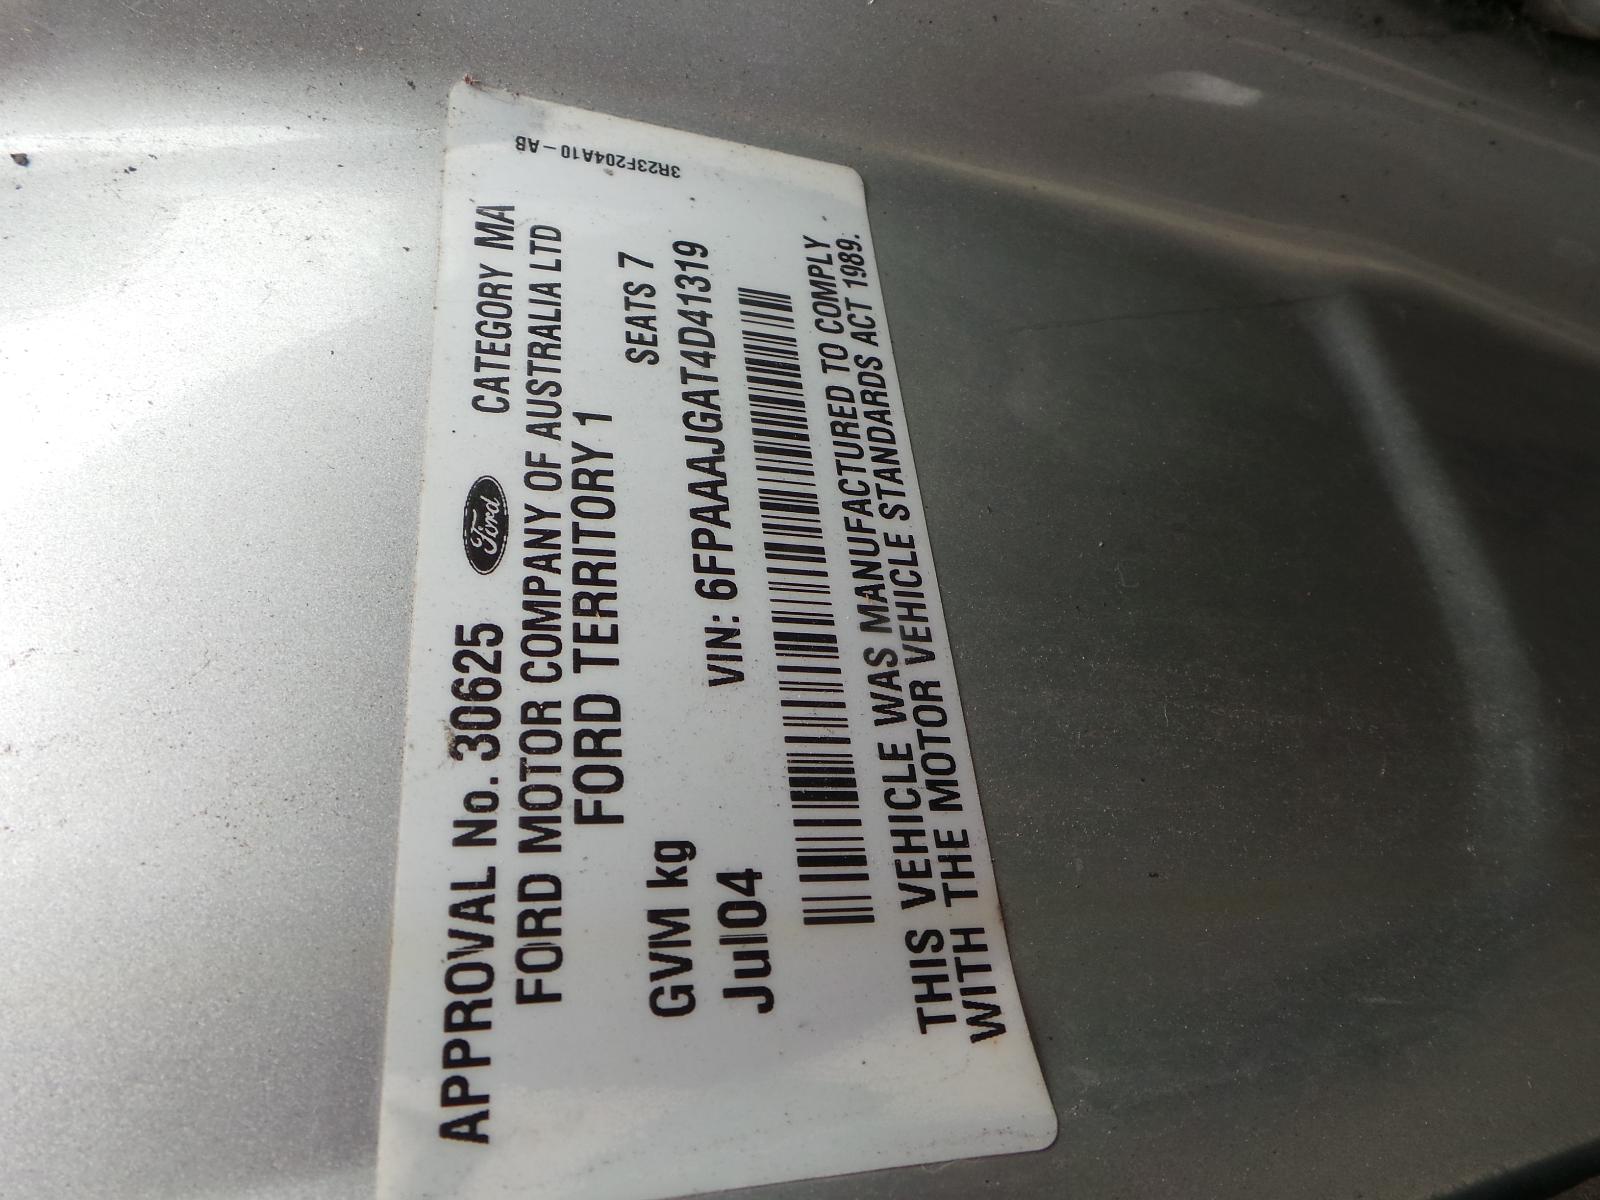 3R23F204A10-AB
APPROVAL No. 30625 Ford CATEGORY MA
FORD MOTOR COMPANY OF AUSTRALIA LTD
FORD TERRITORY 1
GVM kg SEATS 7
Jul04 VIN: 6FPAAAJGAT4D41319
THIS VEHICLE WAS MANUFACTURED TO COMPLY
WITH THE MOTOR VEHICLE STANDARDS ACT 1989.